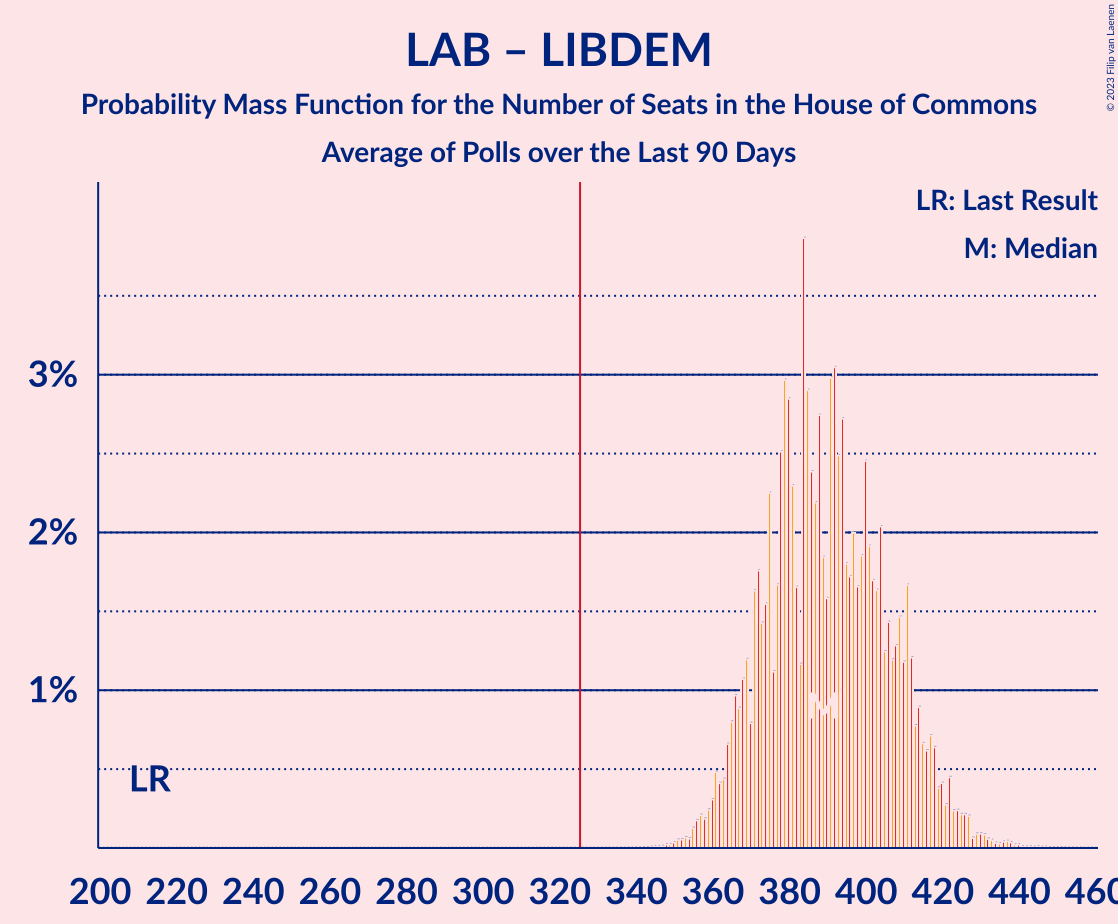 LAB – LIBDEM
Probability Mass Function for the Number of Seats in the House of Commons
Average of Polls over the Last 90 Days
© 2023 Filip van Laenen
LR: Last Result
M: Median
3%
2%
1%
LR
M
200 220 240 260 280 300 320 340 360 380 400 420 440 460